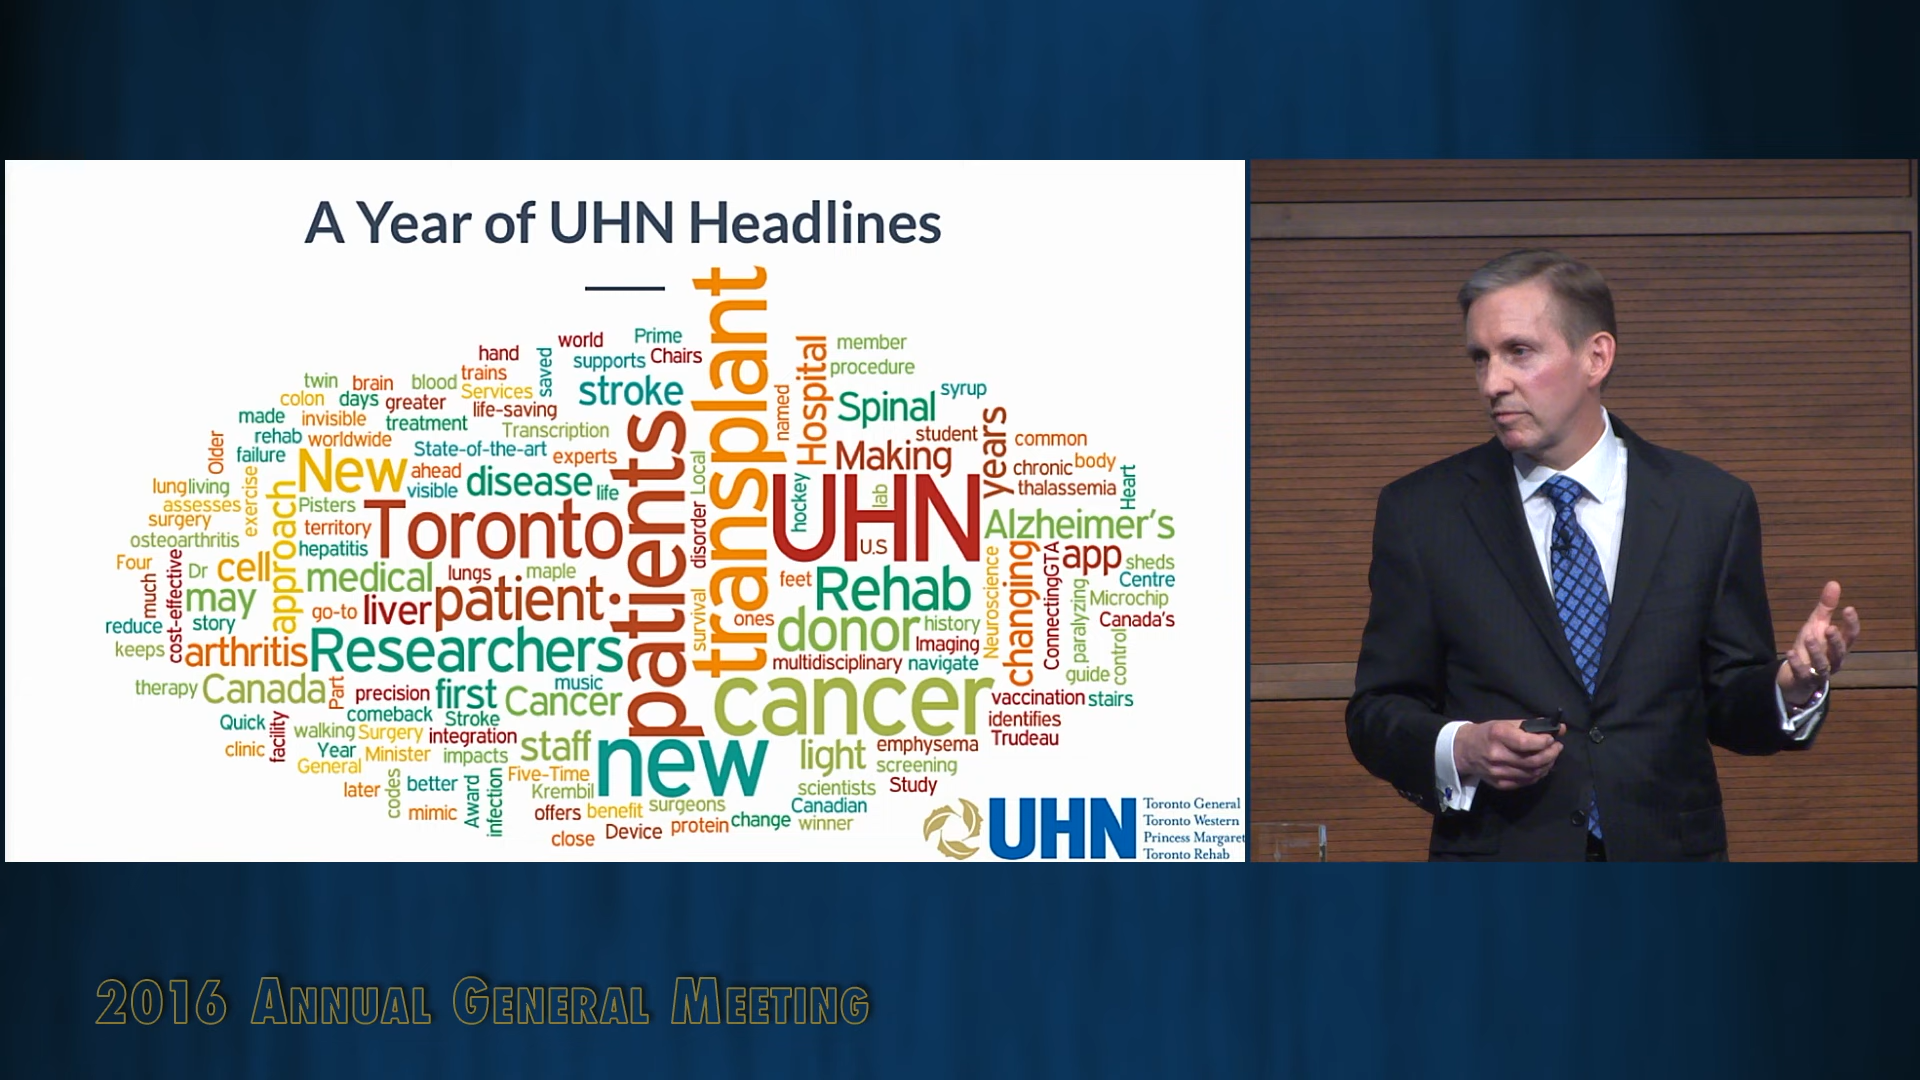 A Year of UHN Headlines
transplant
world
Prime
hand
saved
supports
Chairs
Hospital
member
procedure
twin
brain
blood
trains
Services
stroke
named
Spinal
syrup
colon
days
greater
life-saving
made
invisible
treatment
Transcription
patients
years
student
common
Older
rehab
worldwide
State-of-the-art
experts
Local
Making
failure
New
ahead
disease
life
chronic
body
Heart
lung
living
exercise
approach
visible
hockey
lab
UHN
thalassemia
assesses
Pisters
surgery
territory
Toronto
disorder
U.S
Alzheimer's
osteoarthritis
hepatitis
Four
much
cost-effective
Dr
cell
medical
lungs
maple
feet
Rehab
Neuroscience
changing
ConnectingGTA
app
sheds
Centre
may
go-to
liver
patient
survival
ones
donor
history
paralyzing
Microchip
Canada's
reduce
story
keeps
arthritis
Researchers
Imaging
multidisciplinary
navigate
guide
control
therapy
Canada
Part
precision
first
music
Cancer
cancer
vaccination
stairs
Quick
facility
comeback
Stroke
identifies
walking
Surgery
integration
Trudeau
clinic
Year
Minister
impacts
staff
new
light
emphysema
General
screening
later
codes
better
Award
infection
Five-Time
Krembil
scientists
Study
mimic
offers
benefit
surgeons
Canadian
close
Device
protein
change
winner
UHN
Toronto General
Toronto Western
Princess Margaret
Toronto Rehab
2016 Annual General Meeting